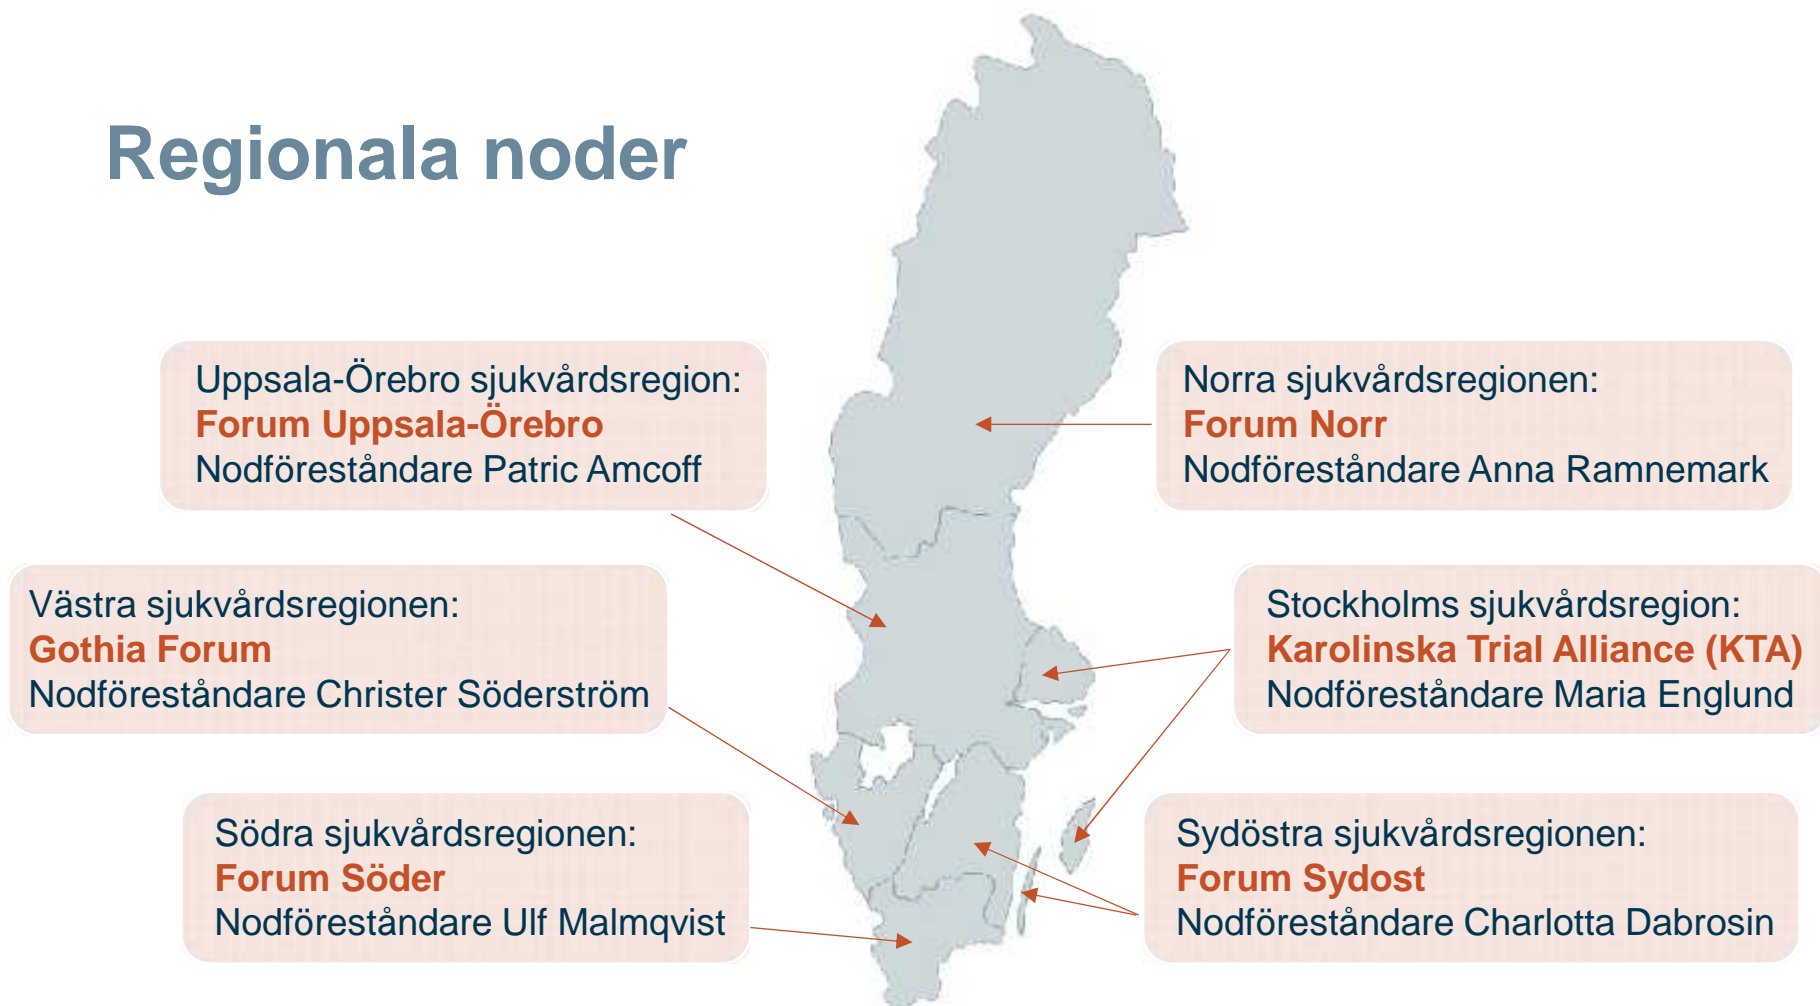 Regionala noder
Uppsala-Örebro sjukvårdsregion:
Forum Uppsala-Örebro
Nodföreståndare Patric Amcoff
Norra sjukvårdsregionen:
Forum Norr
Nodföreståndare Anna Ramnemark
Västra sjukvårdsregionen:
Gothia Forum
Nodföreståndare Christer Söderström
Stockholms sjukvårdsregion:
Karolinska Trial Alliance (KTA)
Nodföreståndare Maria Englund
Södra sjukvårdsregionen:
Forum Söder
Nodföreståndare Ulf Malmqvist
Sydöstra sjukvårdsregionen:
Forum Sydost
Nodföreståndare Charlotta Dabrosin